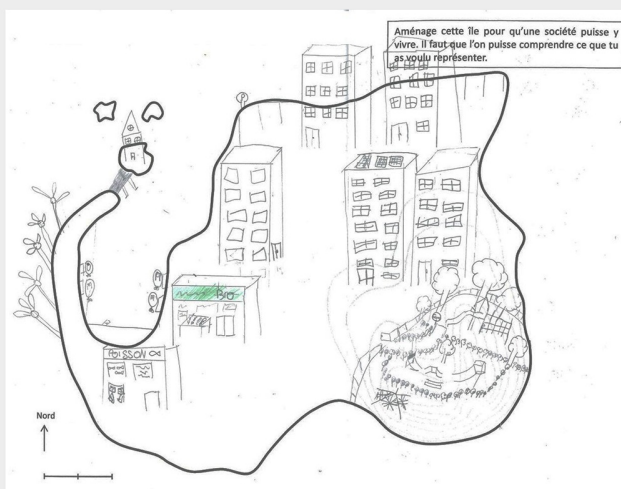 Aménage cette île pour qu'une société puisse y
vivre. Il faut que l'on puisse comprendre ce que tu
as voulu représenter.
P
BIO
POISSON
Nord